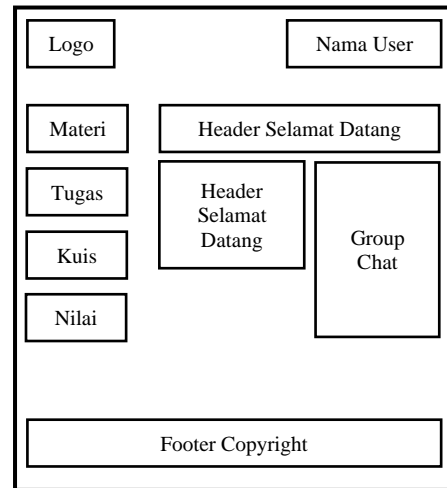 Logo
Nama User
Materi
Header Selamat Datang
Tugas
Header
Selamat
Datang
Group
Chat
Kuis
Nilai
Footer Copyright